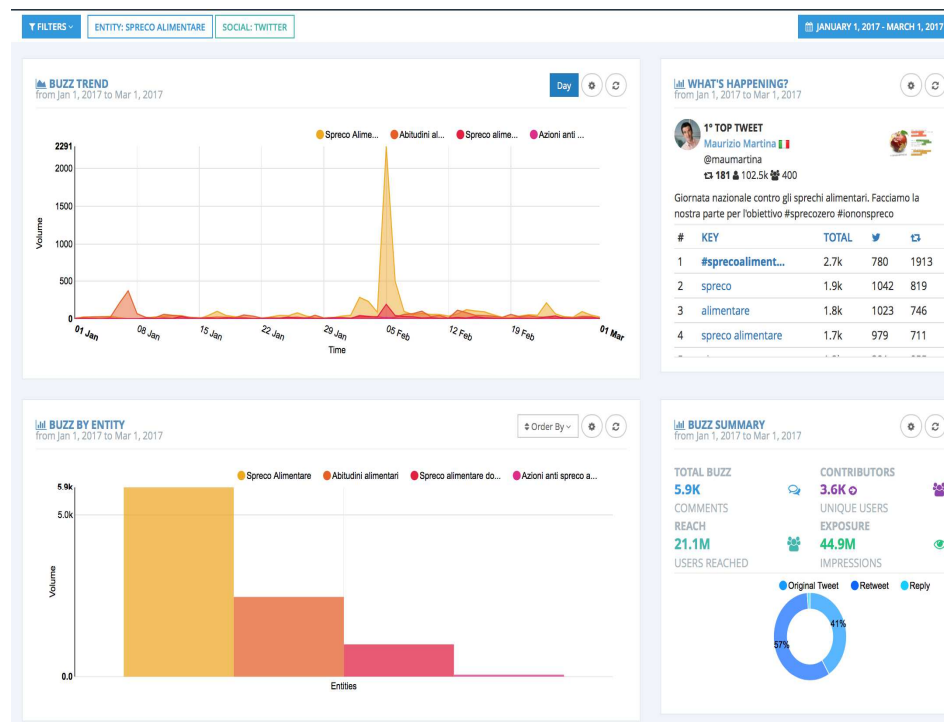 FILTERS
ENTITY: SPRECO ALIMENTARE
SOCIAL: TWITTER
JANUARY 1, 2017 - MARCH 1, 2017
BUZZ TREND
from Jan 1, 2017 to Mar 1, 2017
Day
Spreco Alime... Abitudini al... Spreco alime... Azioni anti ...
2291
2000
1500
1000
500
0
Volume
01 Jan 08 Jan 15 Jan 22 Jan 29 Jan 05 Feb 12 Feb 19 Feb 01 Mar
Time
WHAT'S HAPPENING?
from Jan 1, 2017 to Mar 1, 2017
1° TOP TWEET
Maurizio Martina
@maumartina
181 102.5k 400
Giornata nazionale contro gli sprechi alimentari. Facciamo la
nostra parte per l'obiettivo #sprecozero #iononspreco
# KEY TOTAL
1 #sprecoaliment... 2.7k 780 1913
2 spreco 1.9k 1042 819
3 alimentare 1.8k 1023 746
4 spreco alimentare 1.7k 979 711
BUZZ BY ENTITY
from Jan 1, 2017 to Mar 1, 2017
Order By
Spreco Alimentare Abitudini alimentari Spreco alimentare do... Azioni anti spreco a...
5.9k
5.0k
0.0
Volume
Entities
BUZZ SUMMARY
from Jan 1, 2017 to Mar 1, 2017
TOTAL BUZZ CONTRIBUTORS
5.9K 3.6K
COMMENTS UNIQUE USERS
REACH EXPOSURE
21.1M 44.9M
USERS REACHED IMPRESSIONS
Original Tweet Retweet Reply
41%
57%